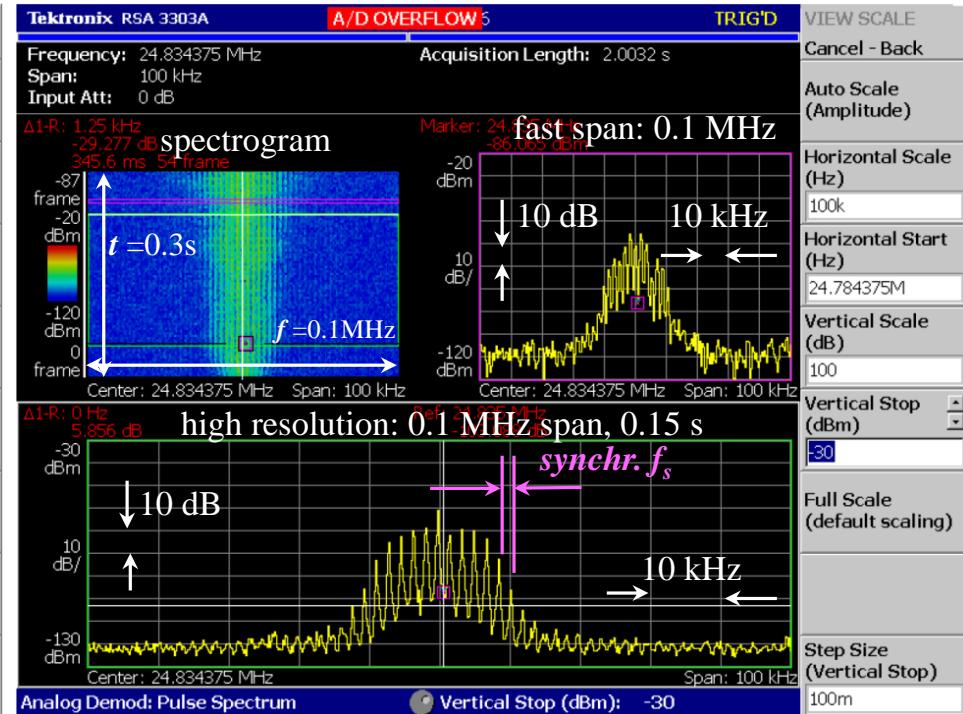 Tektronix RSA 3303A
A/D OVERFLOW
TRIG'D
Frequency: 24.834375 MHz
Span: 100 kHz
Input Att: 0 dB
Acquisition Length: 2.0032 s
Δ1-R: 1.25 kHz
-29.277 dB
345.6 ms 54 frame
spectrogram
-87
frame
-20
dBm
t =0.3s
-120
dBm
0
frame
f =0.1MHz
Center: 24.834375 MHz Span: 100 kHz
fast span: 0.1 MHz
-86.065 dBm
-20
dBm
10 dB
10 kHz
10
dB/
-120
dBm
Center: 24.834375 MHz Span: 100 kHz
Δ1-R: 0 Hz
5.856 dB
high resolution: 0.1 MHz span, 0.15 s
-30
dBm
synchr. fs
10 dB
10
dB/
10 kHz
-130
dBm
Center: 24.834375 MHz Span: 100 kHz
Analog Demod: Pulse Spectrum
Vertical Stop (dBm): -30
VIEW SCALE
Cancel - Back
Auto Scale
(Amplitude)
Horizontal Scale
(Hz)
100k
Horizontal Start
(Hz)
24.784375M
Vertical Scale
(dB)
100
Vertical Stop
(dBm)
-30
Full Scale
(default scaling)
Step Size
(Vertical Stop)
100m